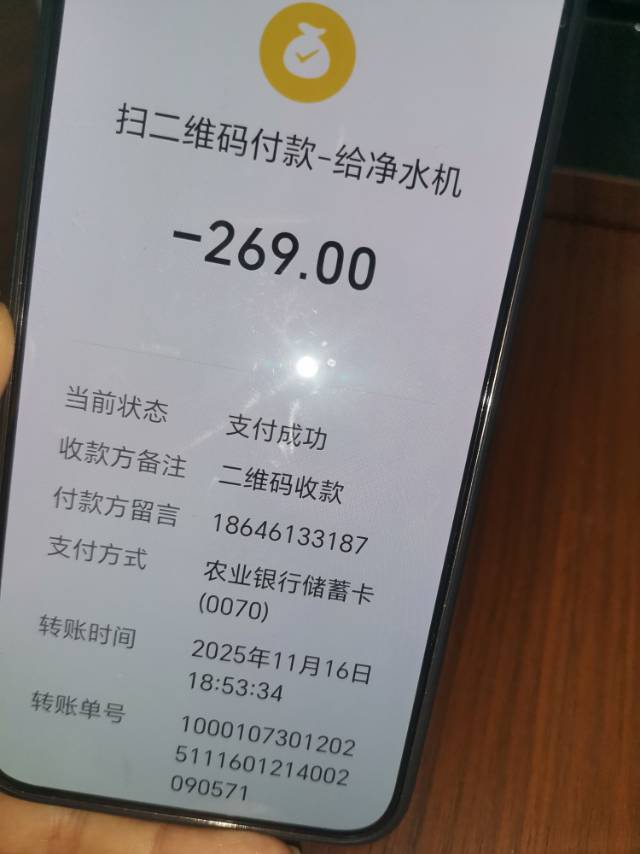 扫二维码付款-给净水机
-269.00
当前状态 支付成功
收款方备注 二维码收款
付款方留言 18646133187
支付方式 农业银行储蓄卡
(0070)
转账时间 2025年11月16日
18:53:34
转账单号 1000107301202
5111601214002
090571